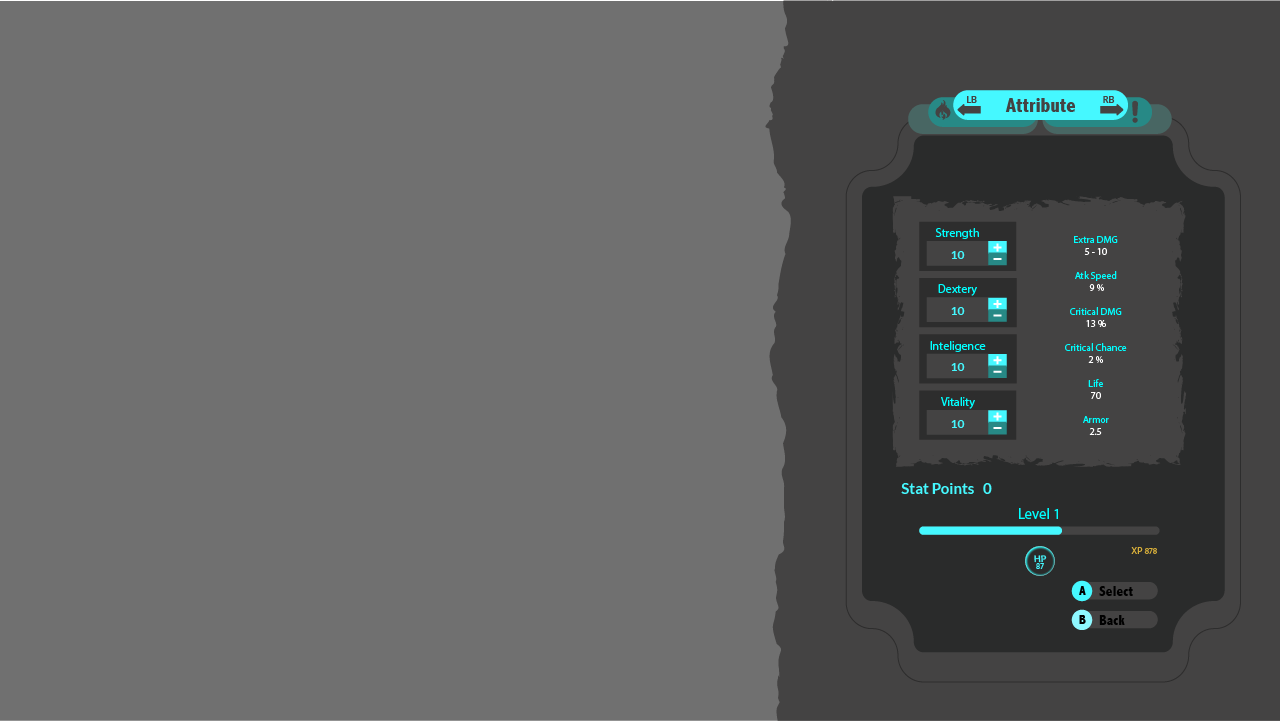 LB Attribute RB
Strength
10
+
−
Dextery
10
+
−
Inteligence
10
+
−
Vitality
10
+
−
Extra DMG
5 - 10
Atk Speed
9 %
Critical DMG
13 %
Critical Chance
2 %
Life
70
Armor
2.5
Stat Points 0
Level 1
XP 878
HP
87
A Select
B Back